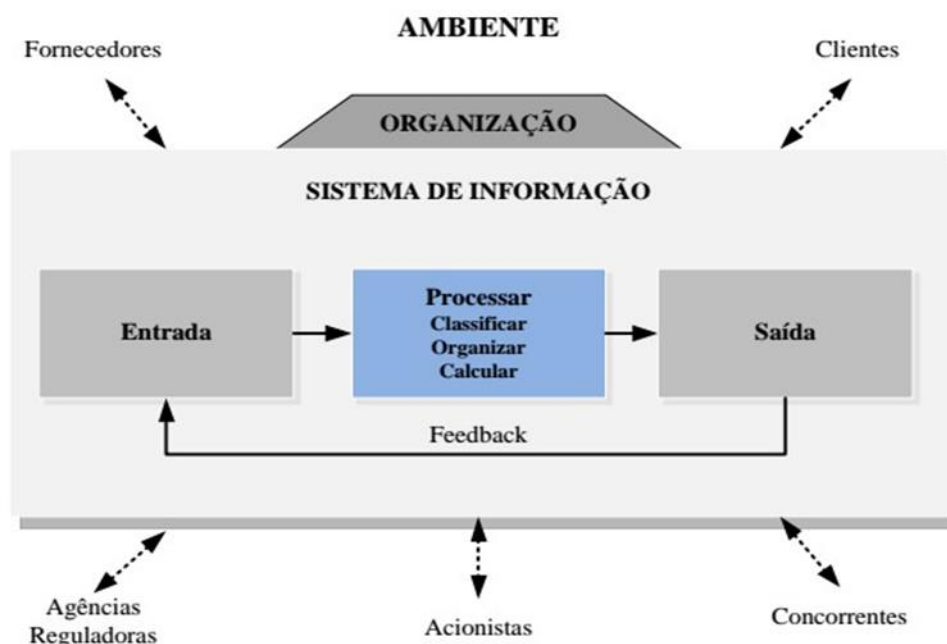 AMBIENTE
Fornecedores
Clientes
ORGANIZAÇÃO
SISTEMA DE INFORMAÇÃO
Entrada
Processar
Classificar
Organizar
Calcular
Saída
Feedback
Agências
Reguladoras
Acionistas
Concorrentes